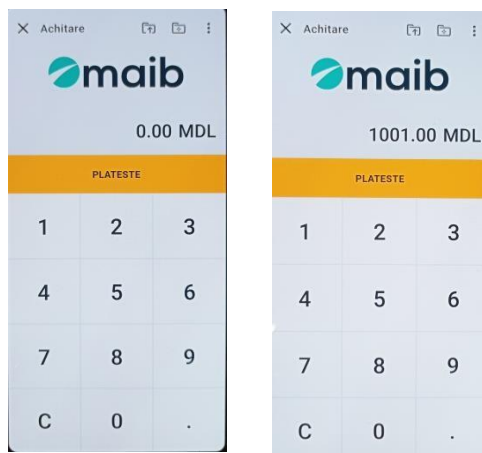 Achitare
maib
0.00 MDL
PLATESTE
1 2 3
4 5 6
7 8 9
C 0 .
Achitare
maib
1001.00 MDL
PLATESTE
1 2 3
4 5 6
7 8 9
C 0 .